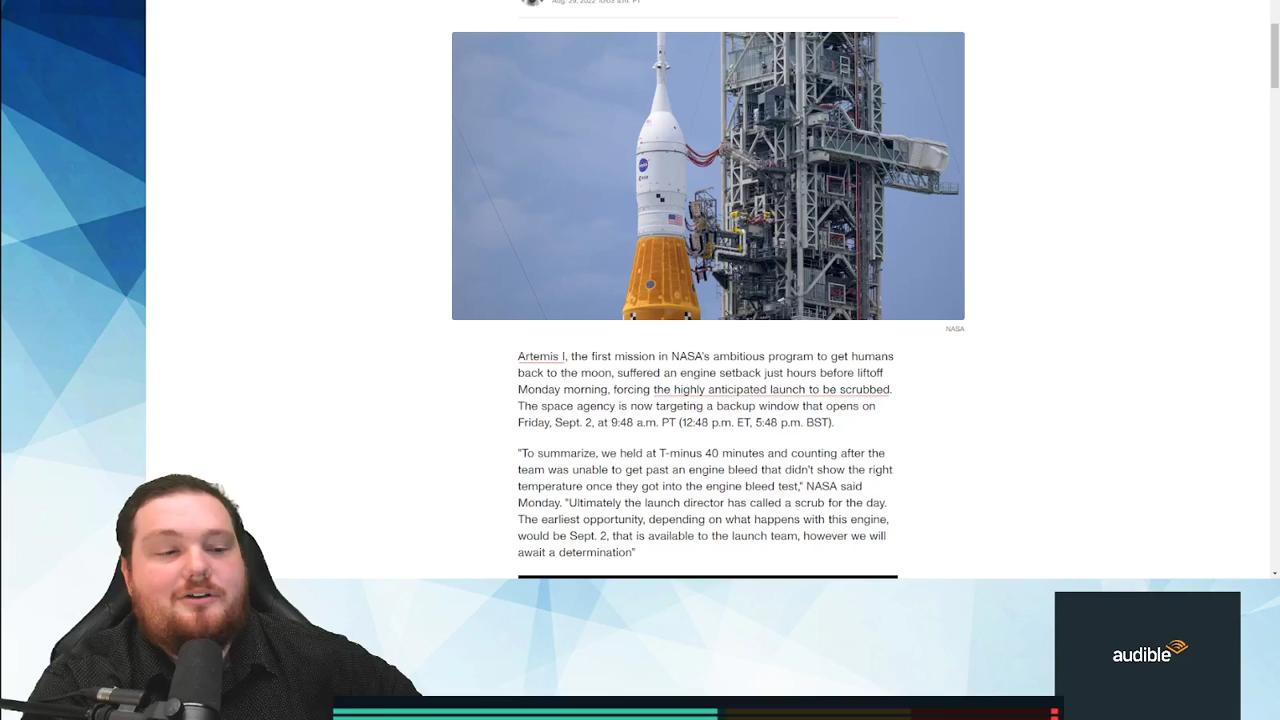 Aug. 29, 2022 10:03 a.m. PT
NASA
NASA
Artemis I, the first mission in NASA's ambitious program to get humans
back to the moon, suffered an engine setback just hours before liftoff
Monday morning, forcing the highly anticipated launch to be scrubbed.
The space agency is now targeting a backup window that opens on
Friday, Sept. 2, at 9:48 a.m. PT (12:48 p.m. ET, 5:48 p.m. BST).
"To summarize, we held at T-minus 40 minutes and counting after the
team was unable to get past an engine bleed that didn't show the right
temperature once they got into the engine bleed test," NASA said
Monday. "Ultimately the launch director has called a scrub for the day.
The earliest opportunity, depending on what happens with this engine,
would be Sept. 2, that is available to the launch team, however we will
await a determination"
audible